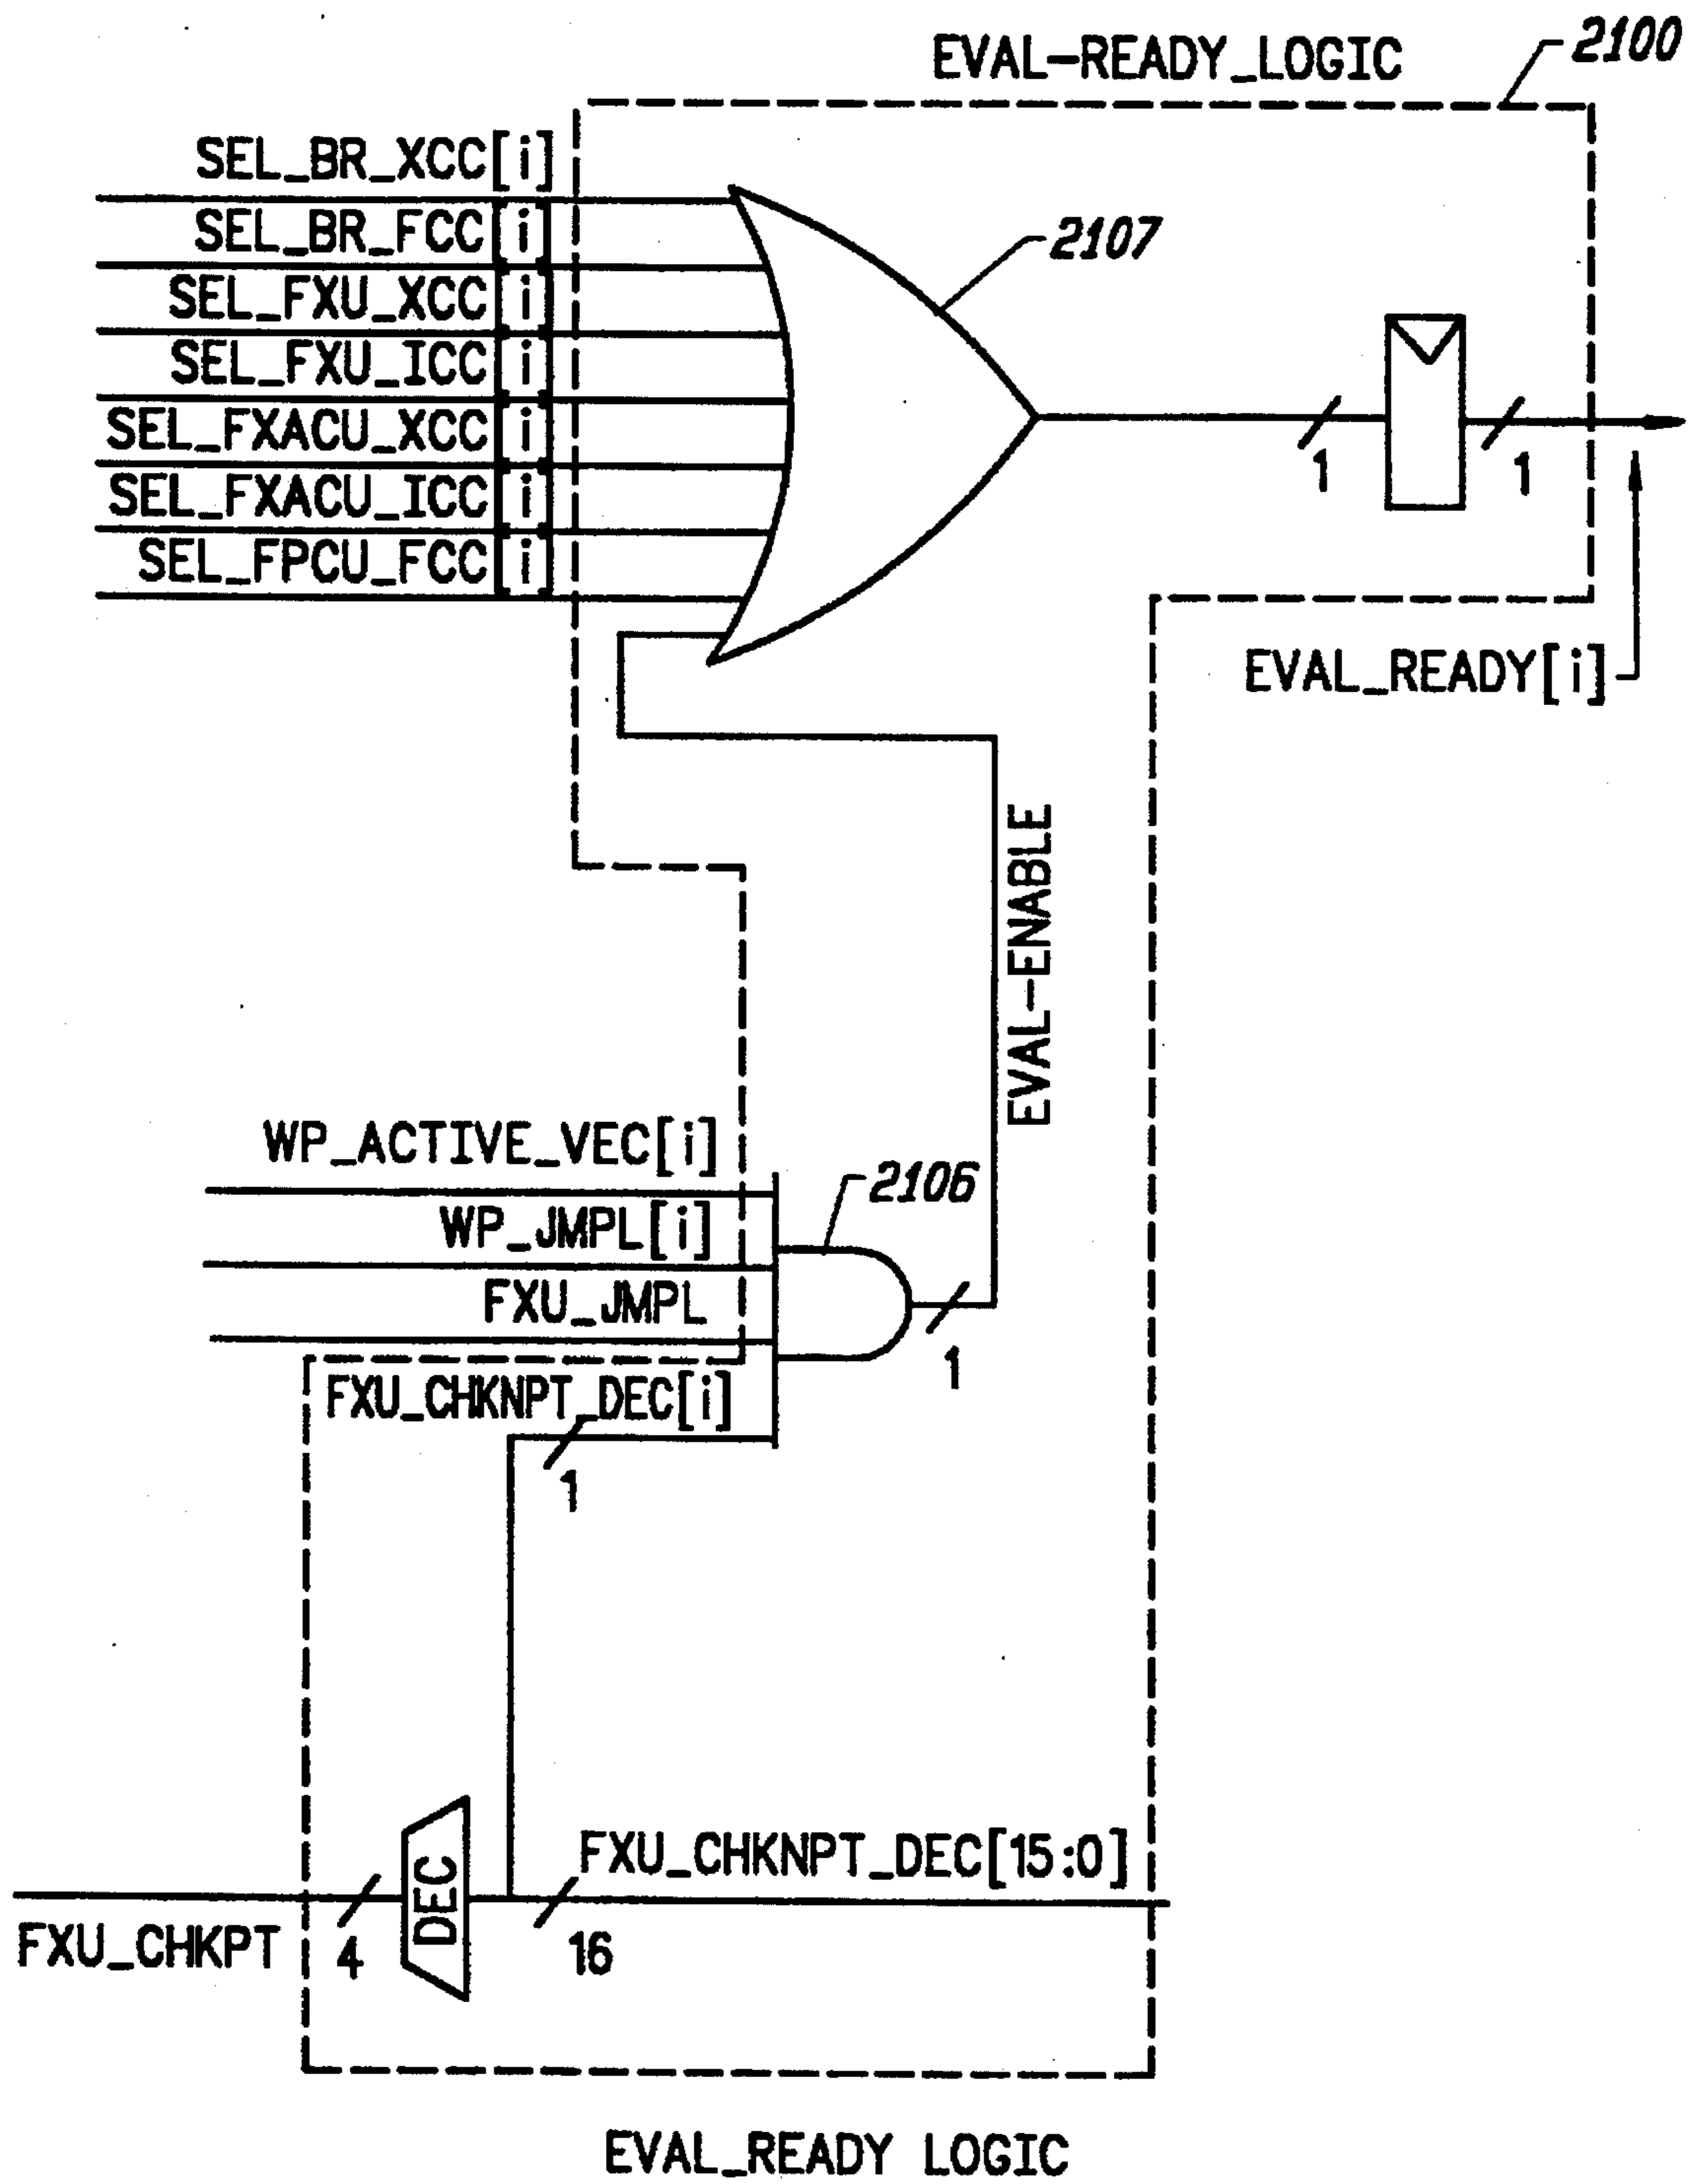 EVAL-READY_LOGIC
2100
SEL_BR_XCC[i]
SEL_BR_FCC[i]
2107
SEL_FXU_XCC[i]
SEL_FXU_ICC[i]
SEL_FXACU_XCC[i]
SEL_FXACU_ICC[i]
SEL_FPCU_FCC[i]
1
1
EVAL_READY[i]
EVAL-ENABLE
WP_ACTIVE_VEC[i]
2106
WP_JMPL[i]
FXU_JMPL
1
FXU_CHKNPT_DEC[i]
1
FXU_CHKNPT_DEC[15:0]
DEC
FXU_CHKPT
4
16
EVAL_READY LOGIC